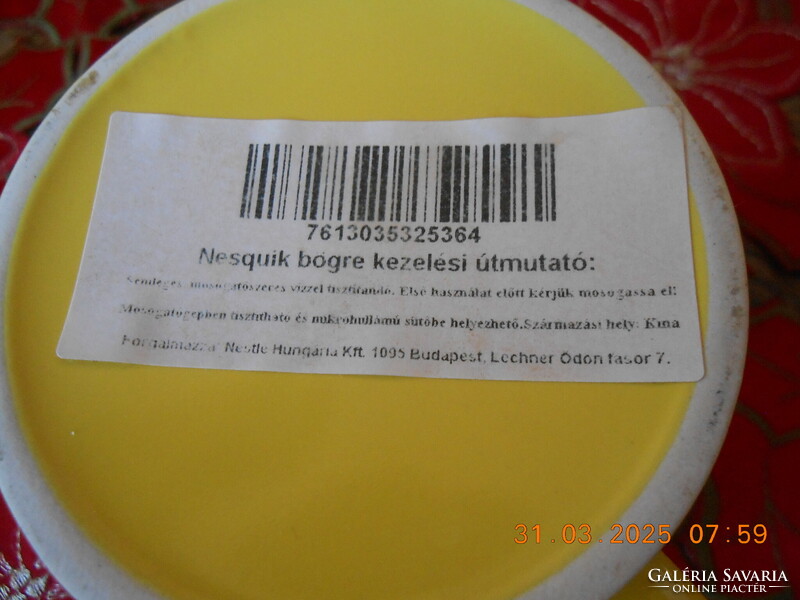 7613035325364
Nesquik bögre kezelési útmutató:
Semleges, mosogatószeres vízzel tisztítandó. Első használat előtt kérjük mosogassa el!
Mosogatógépben tisztítható és mikrohullámú sütőbe helyezhető.Származási hely: Kína
Forgalmazza: Nestlé Hungária Kft. 1095 Budapest, Lechner Ödön fasor 7.
31.03.2025 07:59
GALÉRIA SAVARIA
ONLINE PIACTÉR